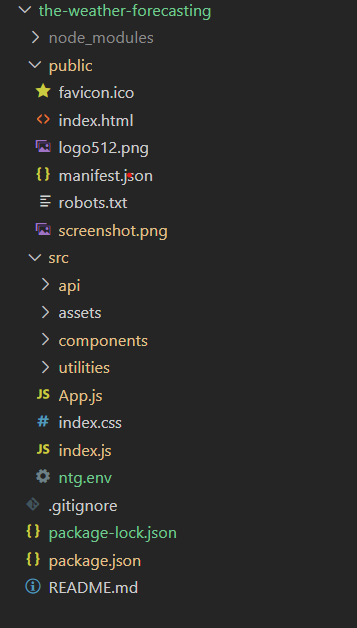 the-weather-forecasting
node_modules
public
favicon.ico
index.html
logo512.png
manifest.json
robots.txt
screenshot.png
src
api
assets
components
utilities
App.js
index.css
index.js
ntg.env
.gitignore
package-lock.json
package.json
README.md